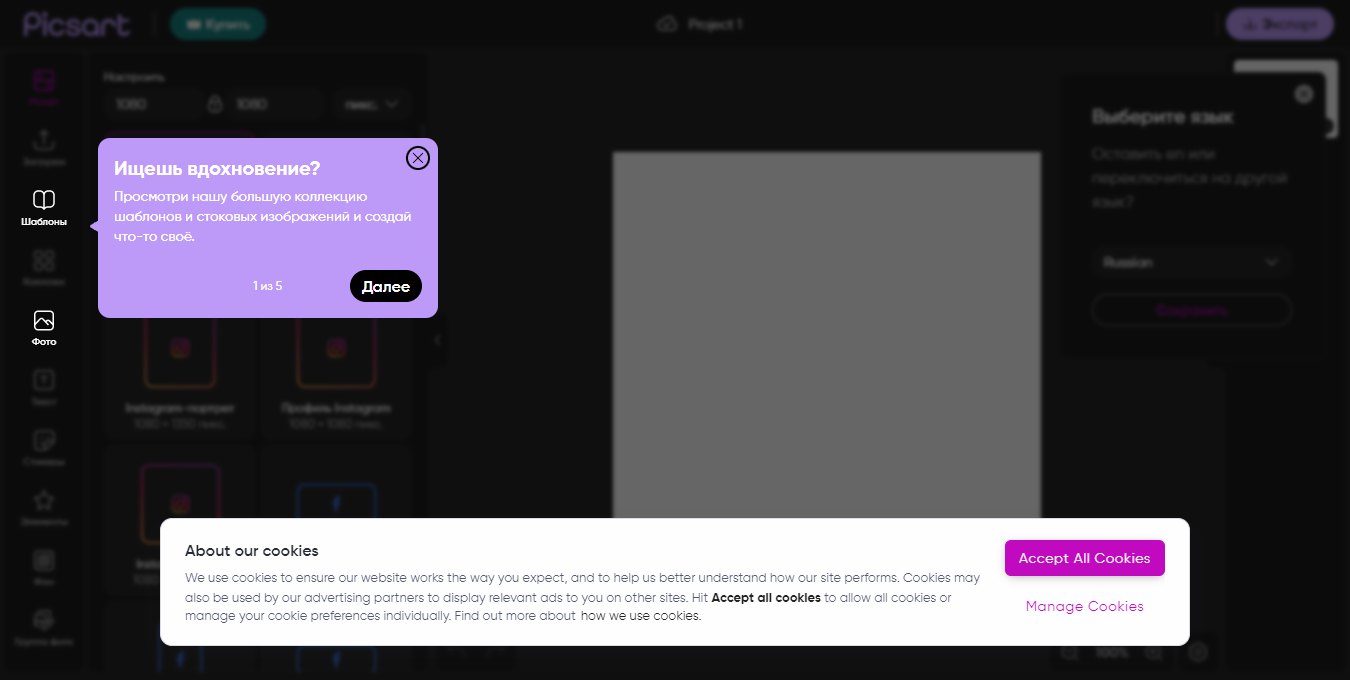 Picsart
Купить
Project 1
Экспорт
Настроить
1080
1080
пикс.
Выберите язык
Оставить en или
переключиться на другой
язык?
Russian
Сохранить
Ищешь вдохновение?
Просмотри нашу большую коллекцию
шаблонов и стоковых изображений и создай
что-то своё.
1 из 5
Далее
Шаблоны
Фото
Текст
Стикеры
Элементы
Фон
Instagram-портрет
1080 × 1350 пикс.
Профиль Instagram
1080 × 1080 пикс.
About our cookies
We use cookies to ensure our website works the way you expect, and to help us better understand how our site performs. Cookies may
also be used by our advertising partners to display relevant ads to you on other sites. Hit Accept all cookies to allow all cookies or
manage your cookie preferences individually. Find out more about how we use cookies.
Accept All Cookies
Manage Cookies
100%